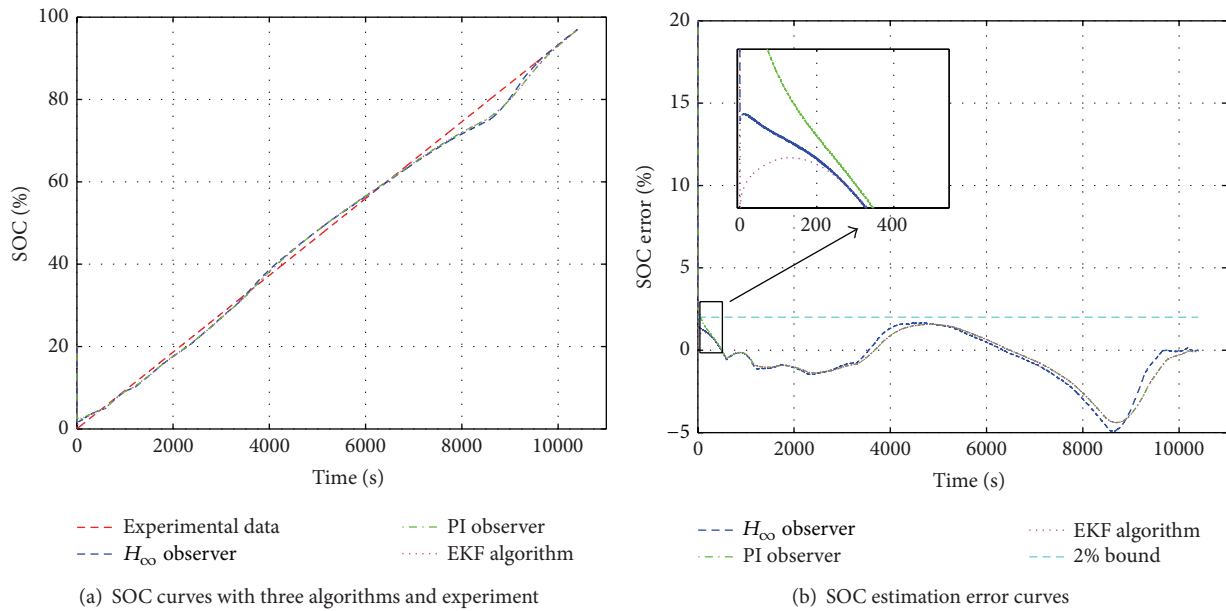 100
80
60
40
20
0
SOC (%)
0 2000 4000 6000 8000 10000
Time (s)
Experimental data
H∞ observer
PI observer
EKF algorithm
(a) SOC curves with three algorithms and experiment
20
15
10
5
0
−5
SOC error (%)
0 200 400
0 2000 4000 6000 8000 10000
Time (s)
H∞ observer
PI observer
EKF algorithm
2% bound
(b) SOC estimation error curves